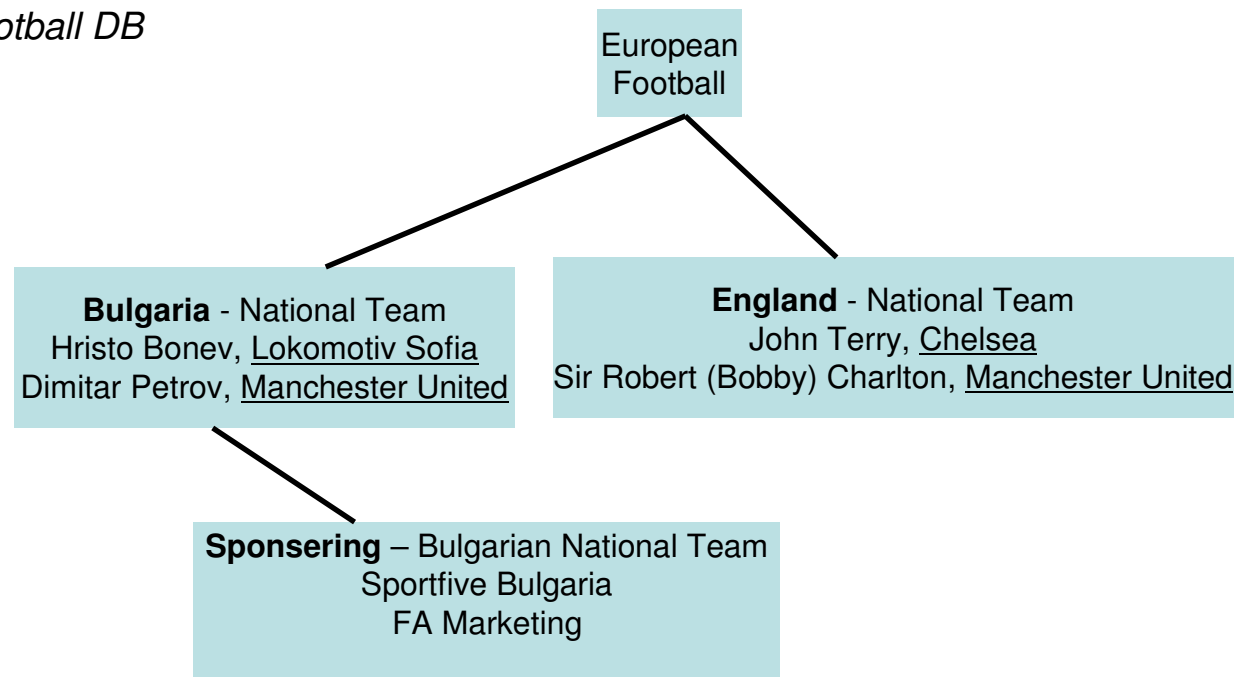 otball DB
European
Football
Bulgaria - National Team
Hristo Bonev, Lokomotiv Sofia
Dimitar Petrov, Manchester United
England - National Team
John Terry, Chelsea
Sir Robert (Bobby) Charlton, Manchester United
Sponsering – Bulgarian National Team
Sportfive Bulgaria
FA Marketing